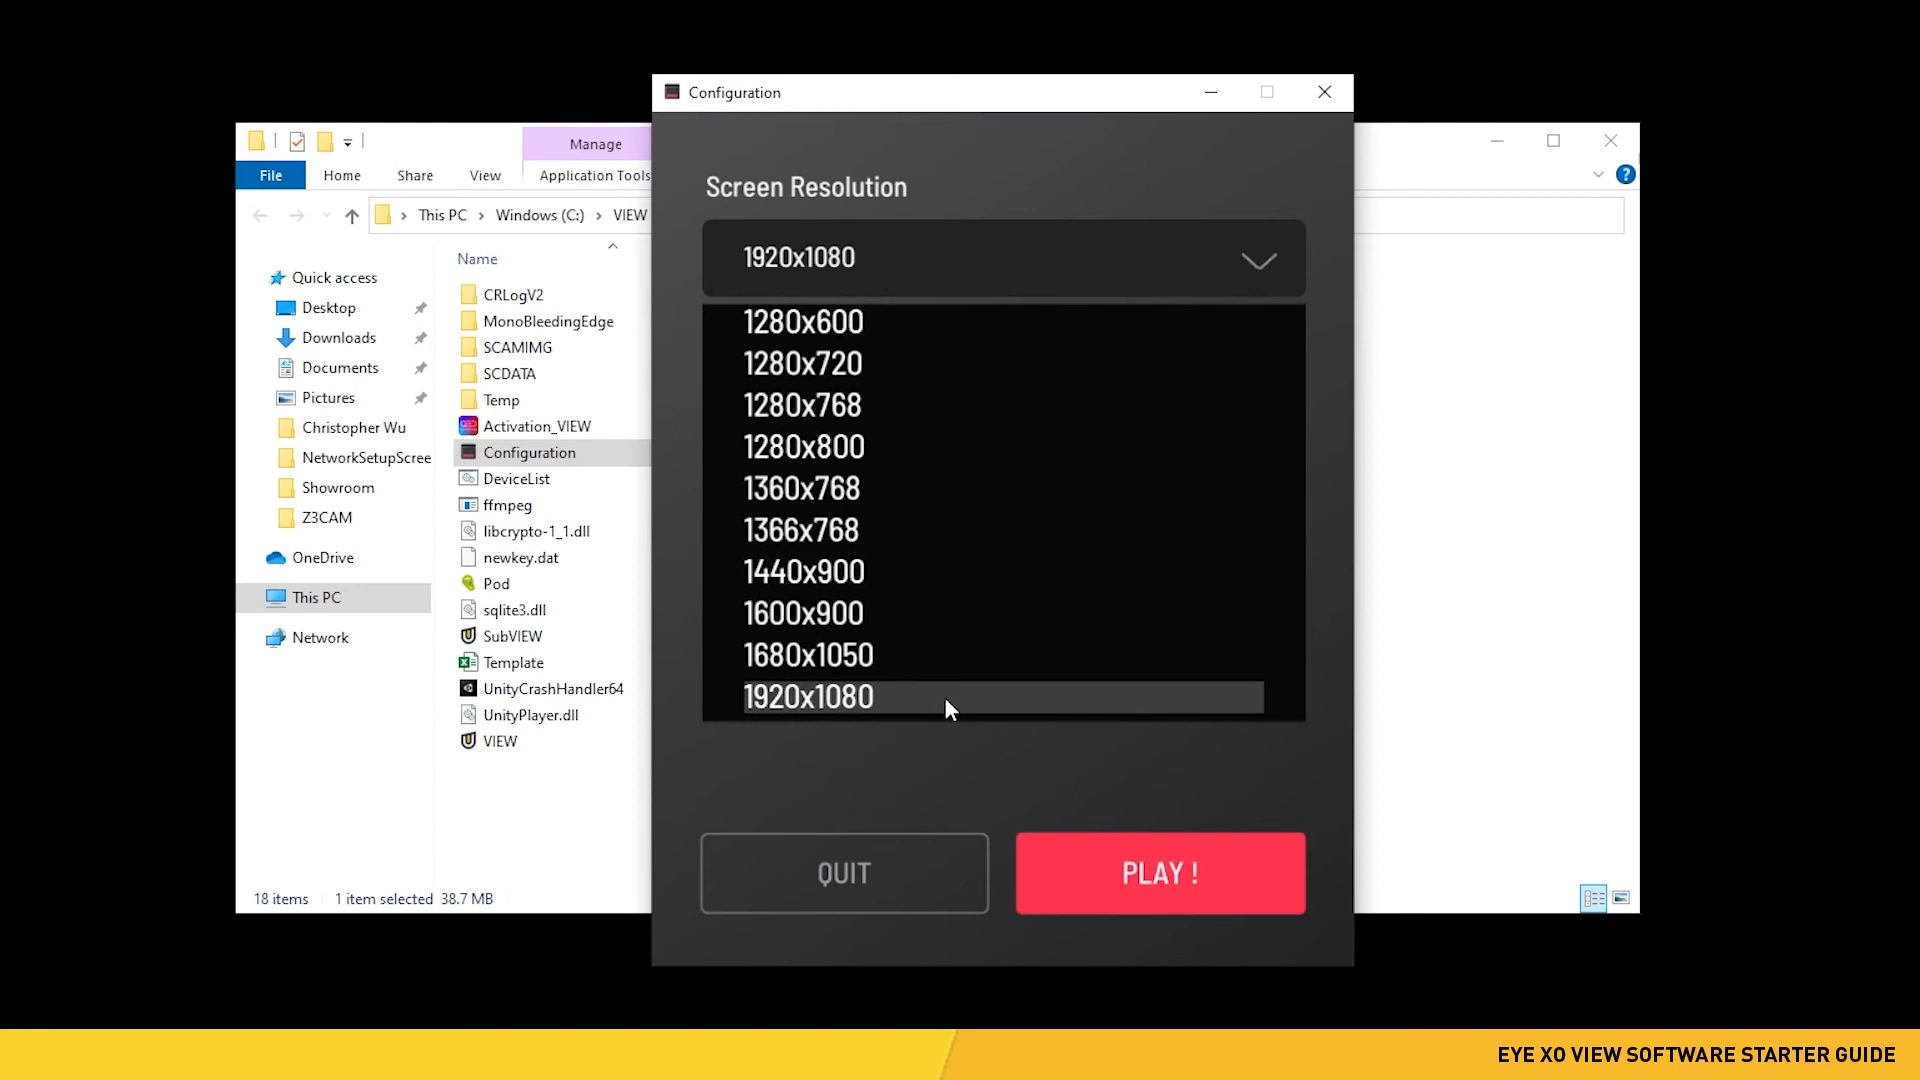 Configuration
Manage
File
Home
Share
View
Application Tools
This PC
Windows (C:)
VIEW
Name
Quick access
Desktop
Downloads
Documents
Pictures
Christopher Wu
NetworkSetupScree
Showroom
Z3CAM
OneDrive
This PC
Network
CRLogV2
MonoBleedingEdge
SCAMIMG
SCDATA
Temp
Activation_VIEW
Configuration
DeviceList
ffmpeg
libcrypto-1_1.dll
newkey.dat
Pod
sqlite3.dll
SubVIEW
Template
UnityCrashHandler64
UnityPlayer.dll
VIEW
18 items
1 item selected 38.7 MB
Screen Resolution
1920x1080
1280x600
1280x720
1280x768
1280x800
1360x768
1366x768
1440x900
1600x900
1680x1050
1920x1080
QUIT
PLAY !
EYE XO VIEW SOFTWARE STARTER GUIDE